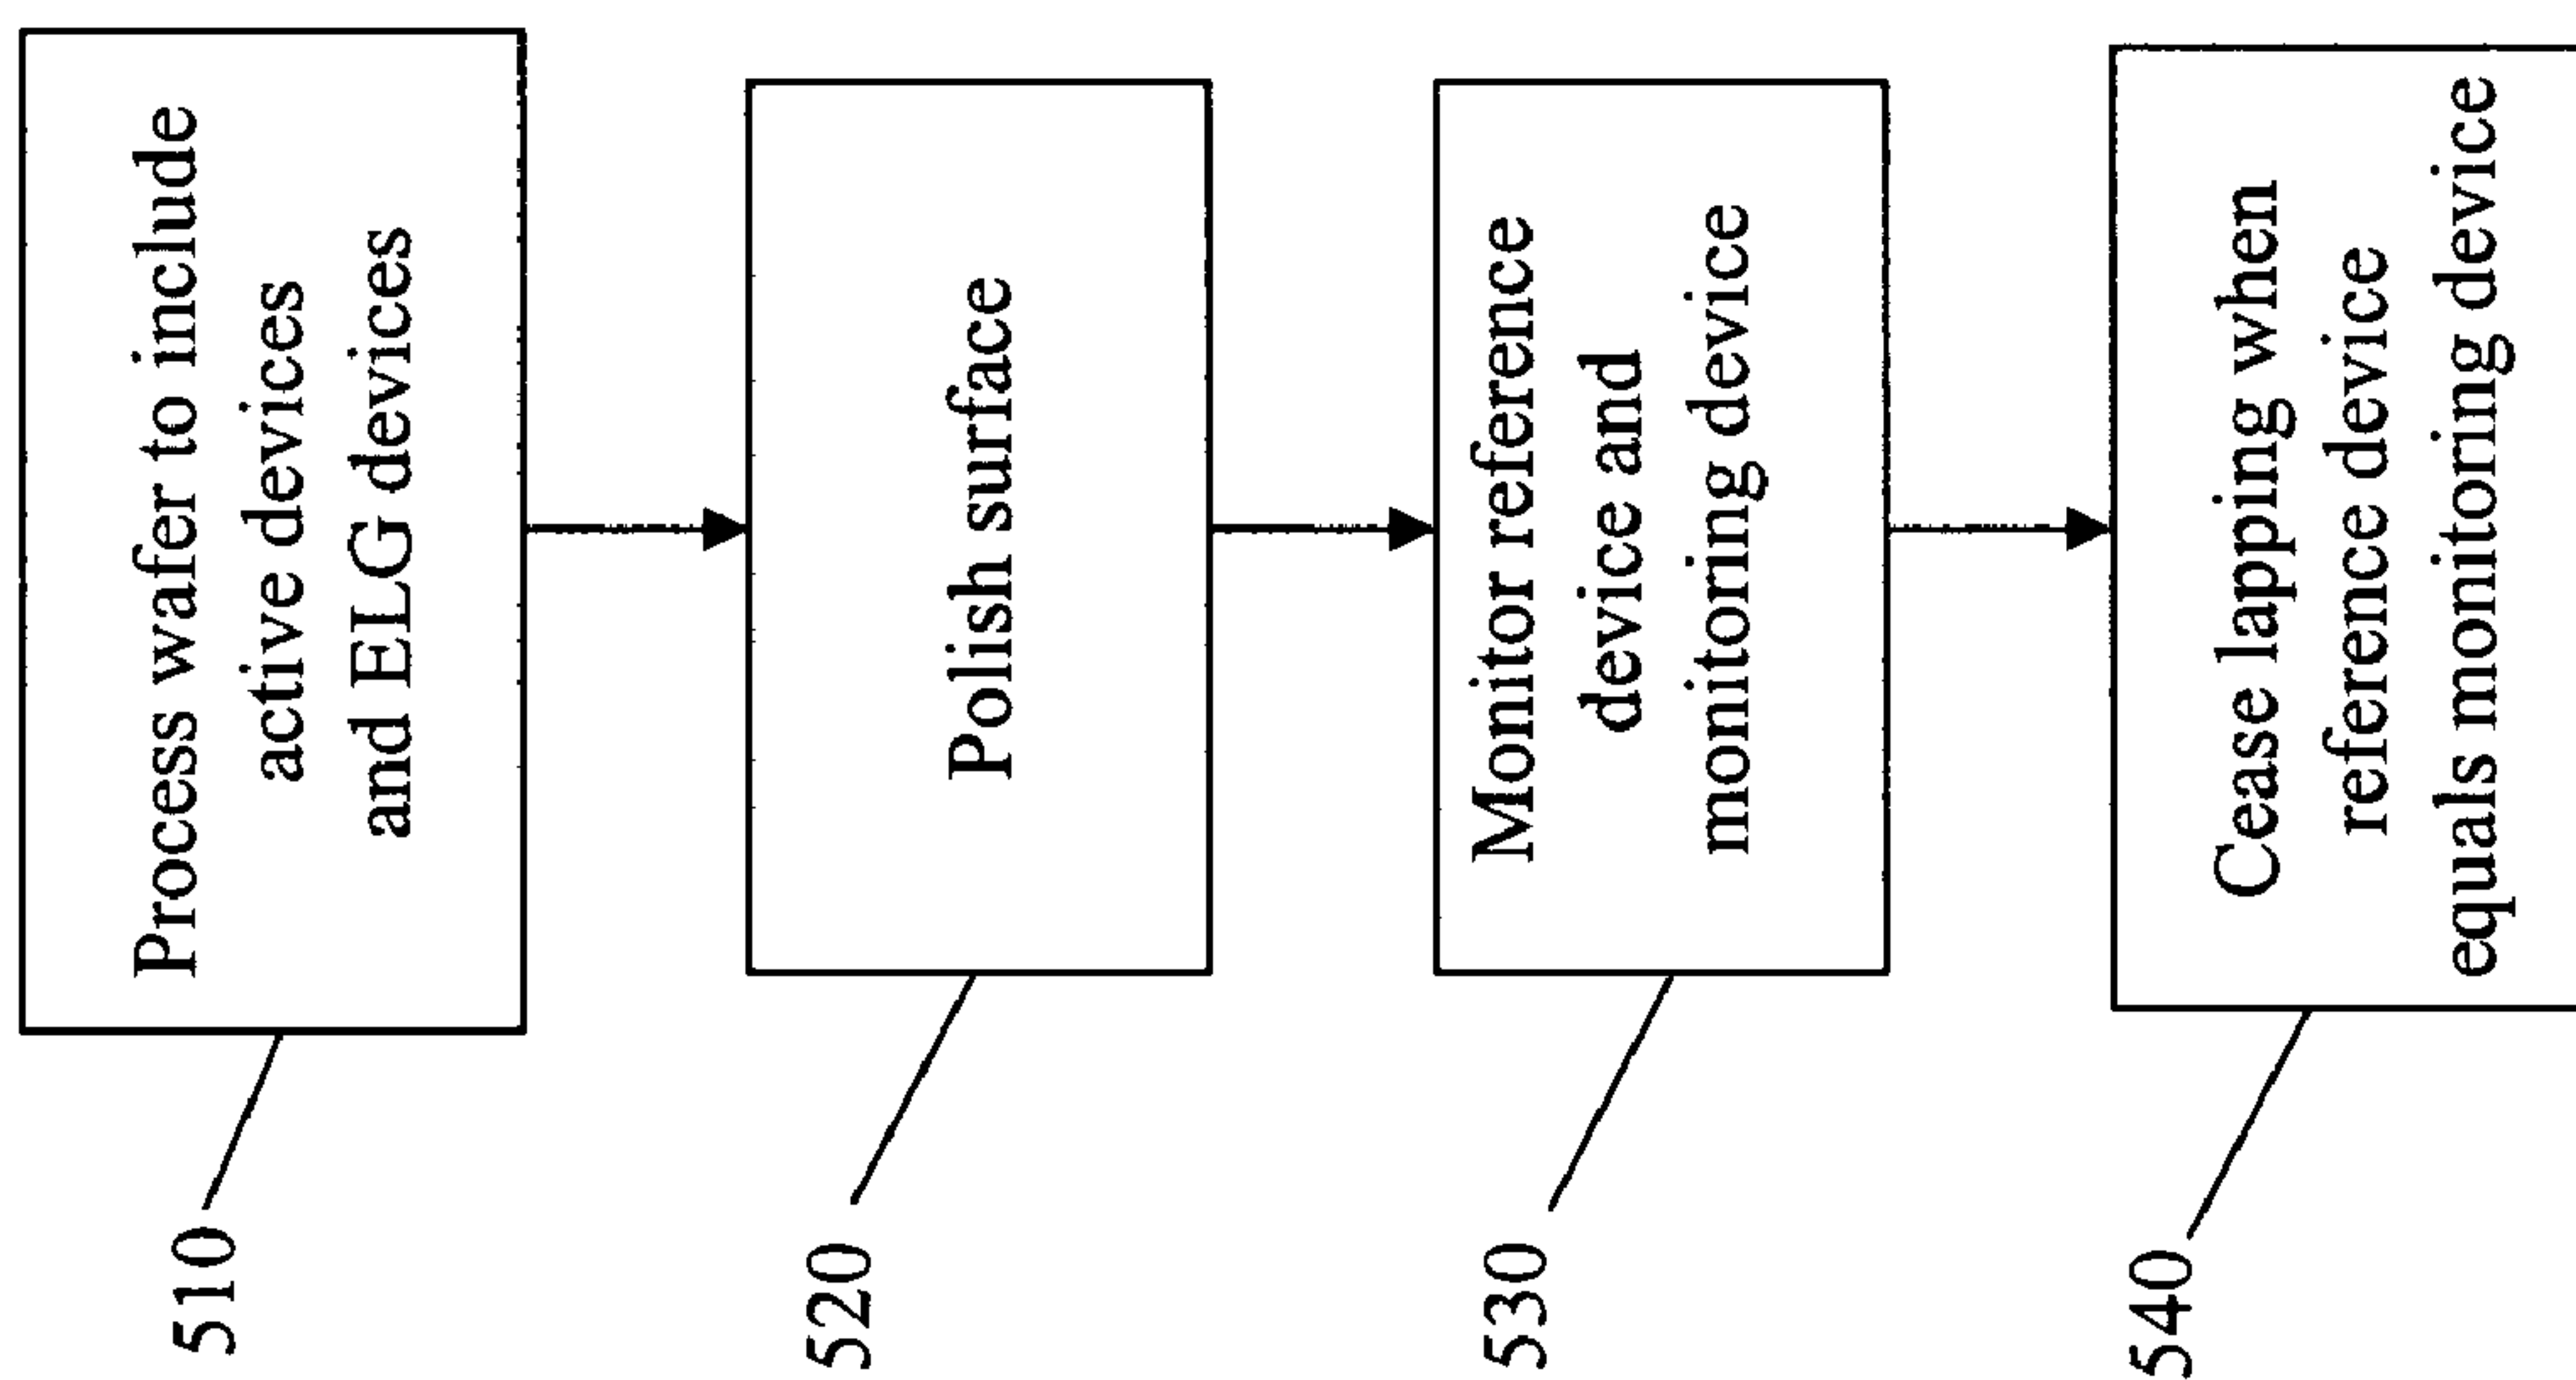 510
Process wafer to include
active devices
and ELG devices
520
Polish surface
530
Monitor reference
device and
monitoring device
540
Cease lapping when
reference device
equals monitoring device